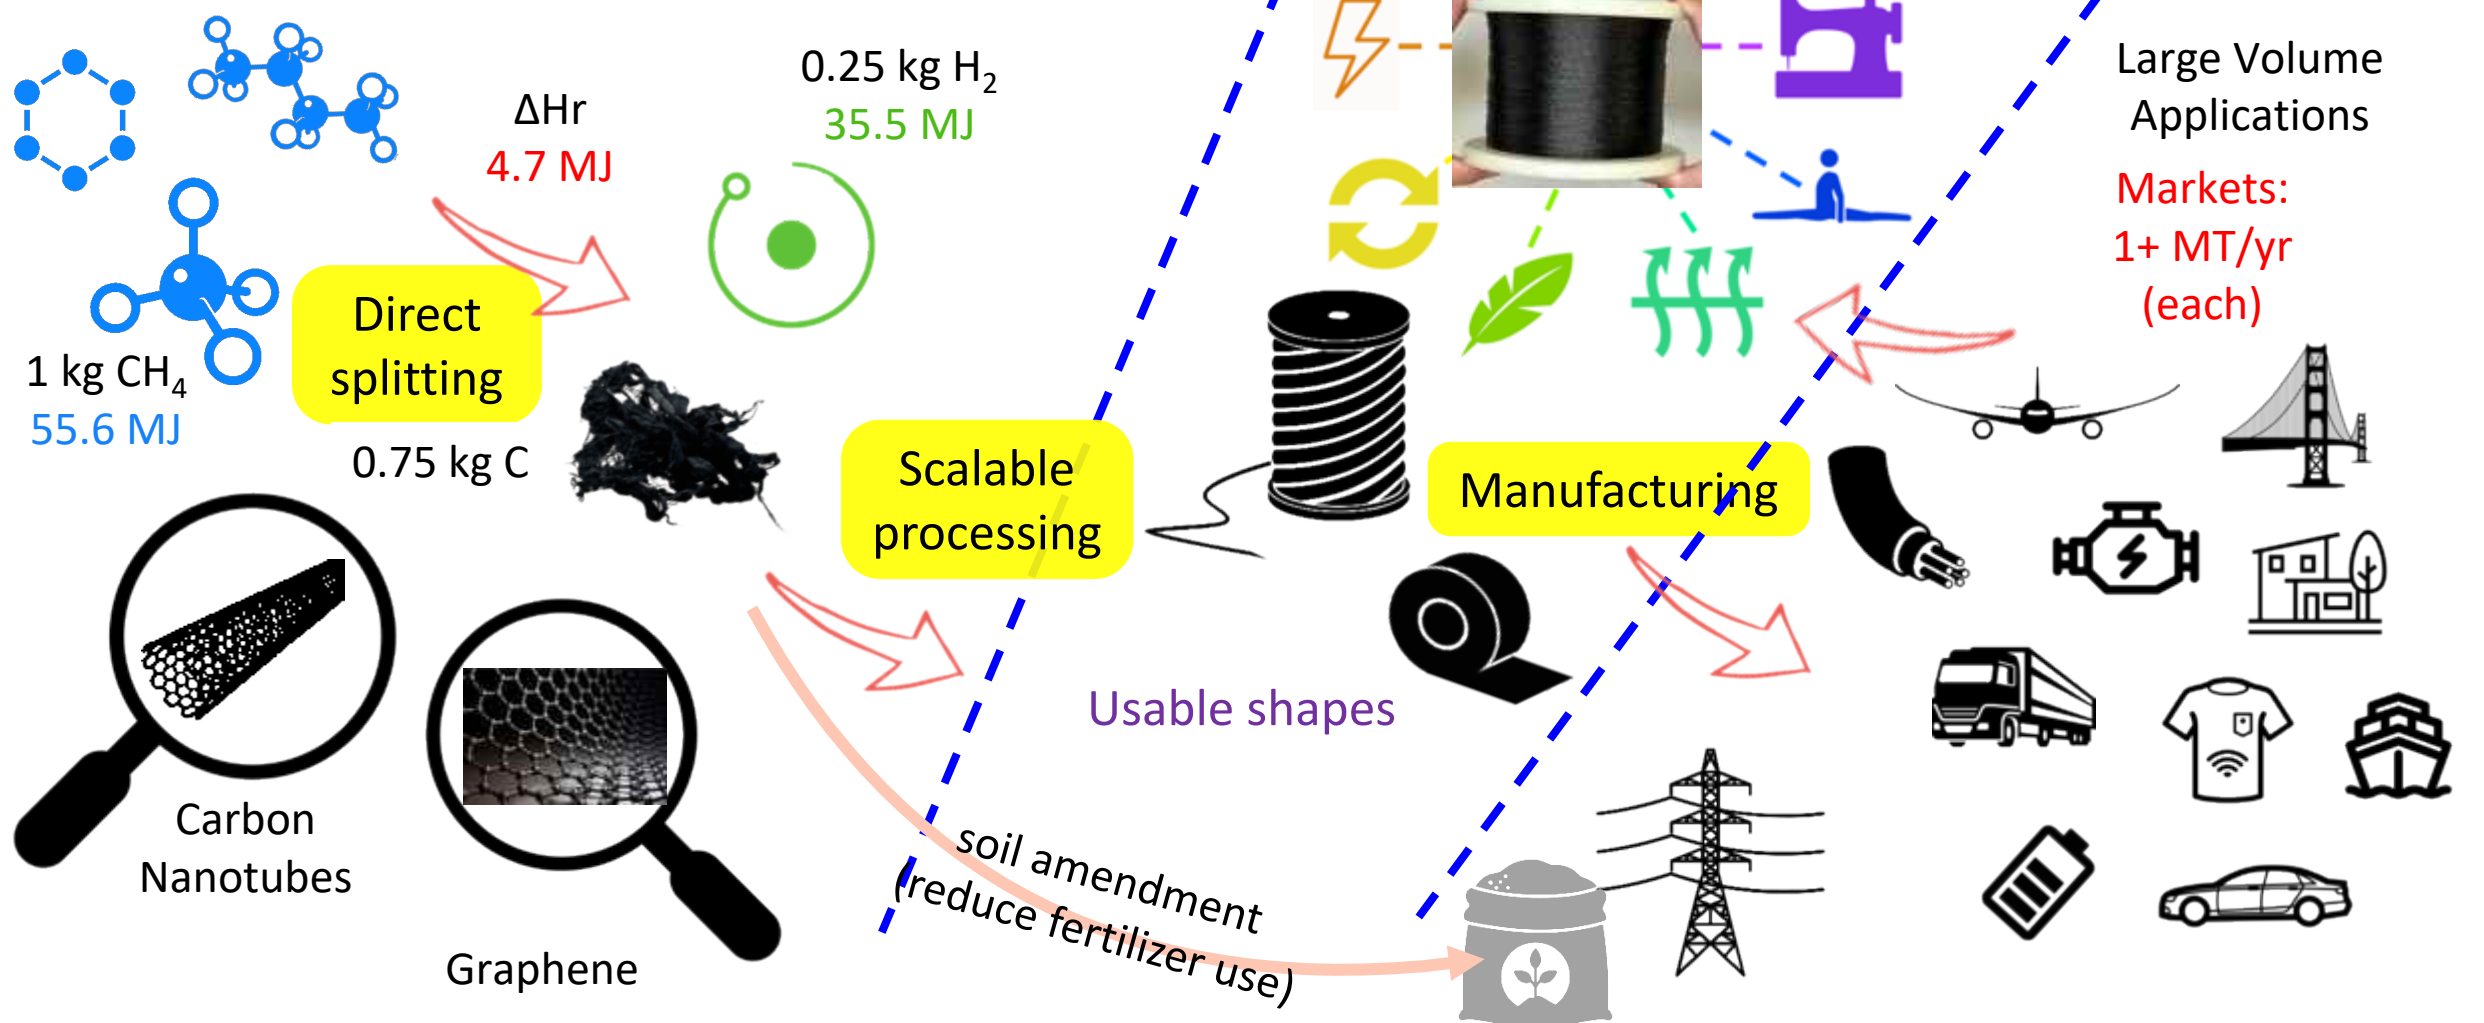 ΔHr
4.7 MJ
0.25 kg H₂
35.5 MJ
1 kg CH₄
55.6 MJ
Direct
splitting
0.75 kg C
Carbon
Nanotubes
Graphene
Scalable
processing
Usable shapes
soil amendment
(reduce fertilizer use)
Manufacturing
Large Volume
Applications
Markets:
1+ MT/yr
(each)